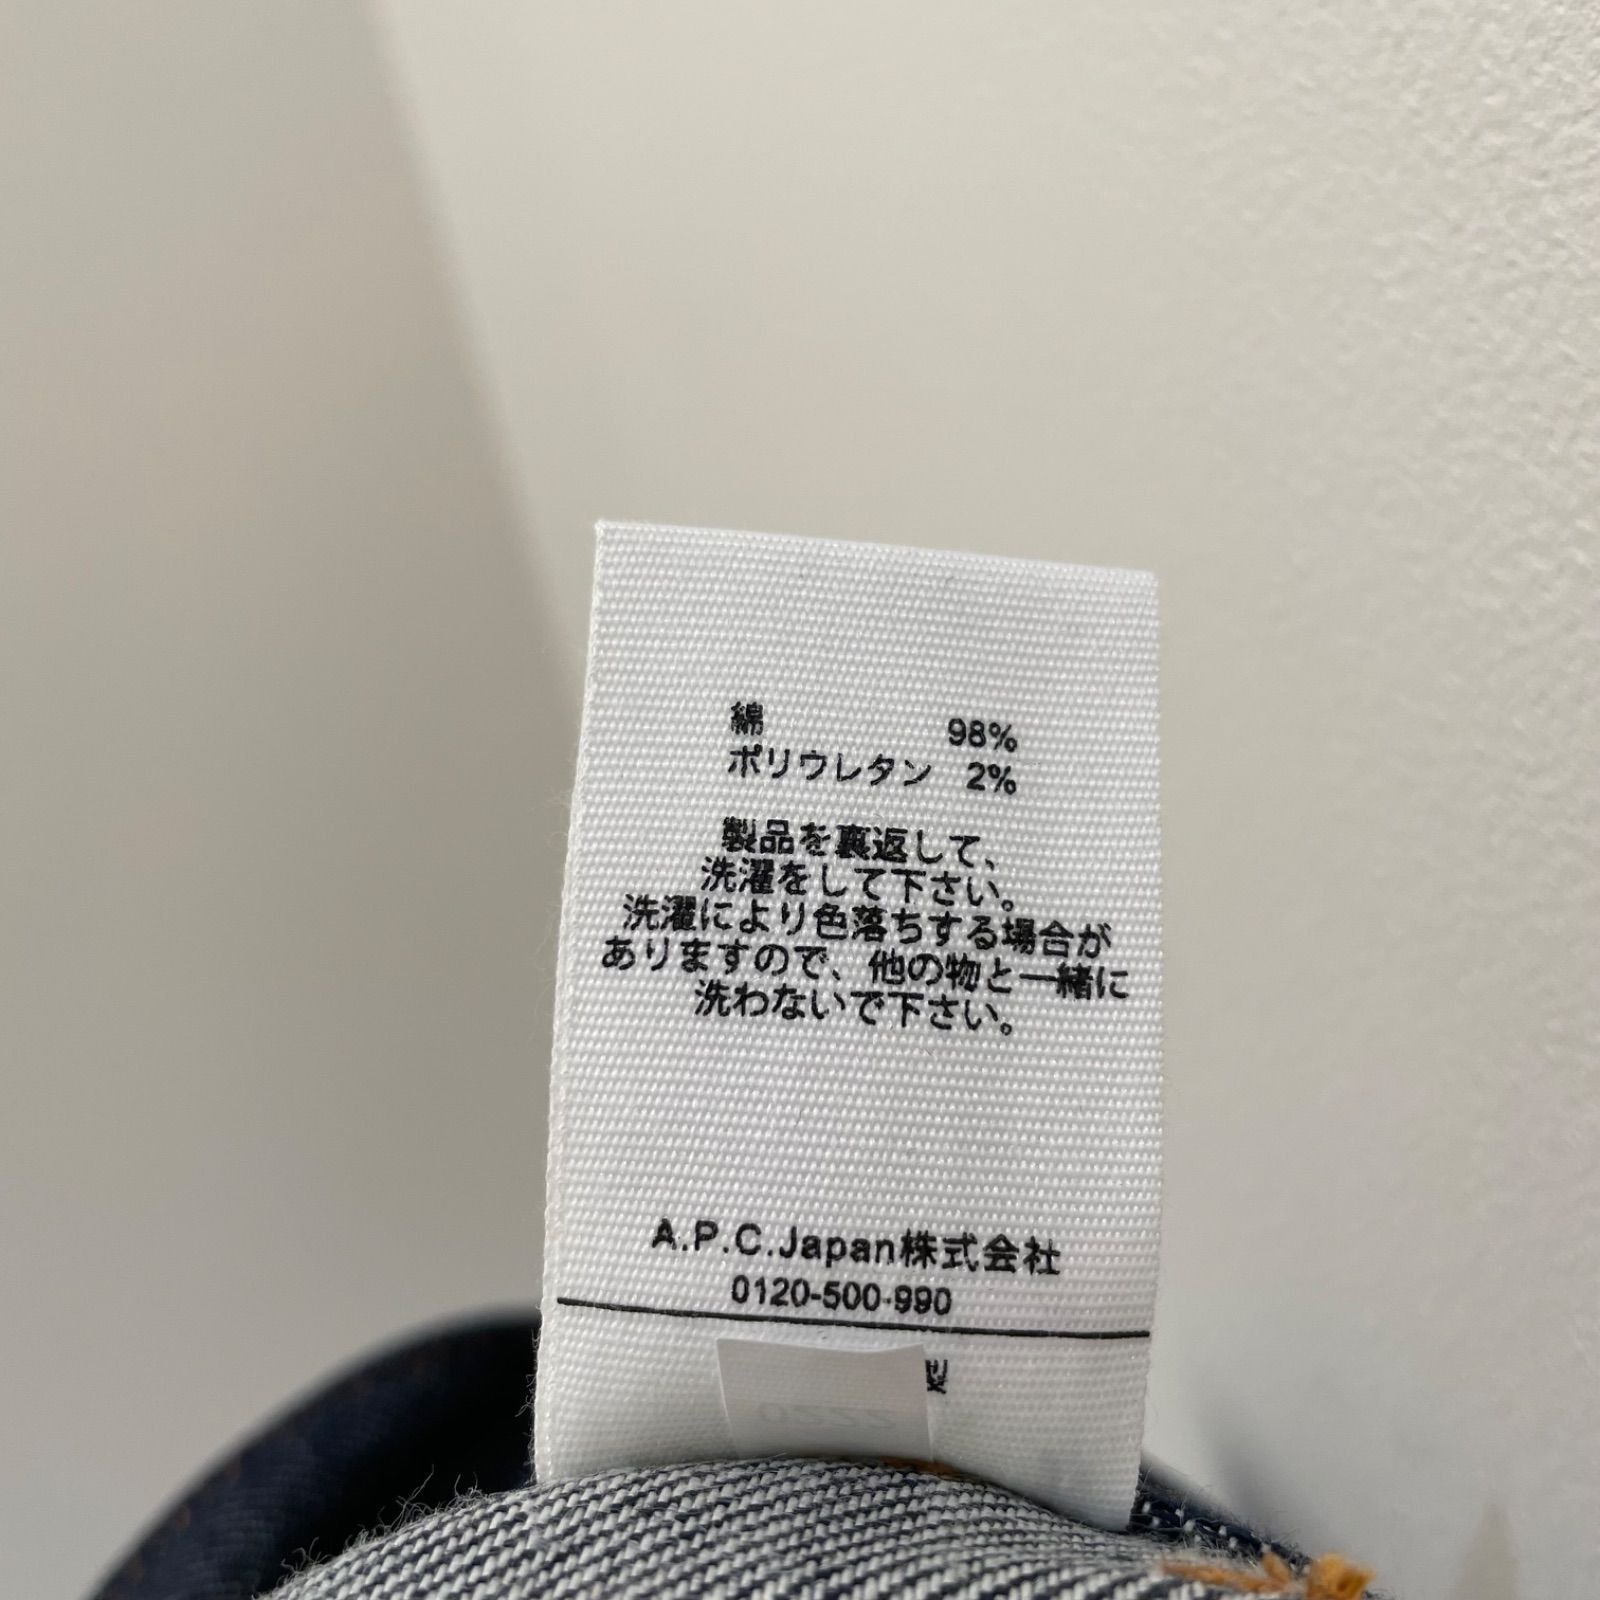 綿 98%
ポリウレタン 2%
製品を裏返して、
洗濯をして下さい。
洗濯により色落ちする場合が
ありますので、他の物と一緒に
洗わないで下さい。
A.P.C.Japan株式会社
0120-500-990
製